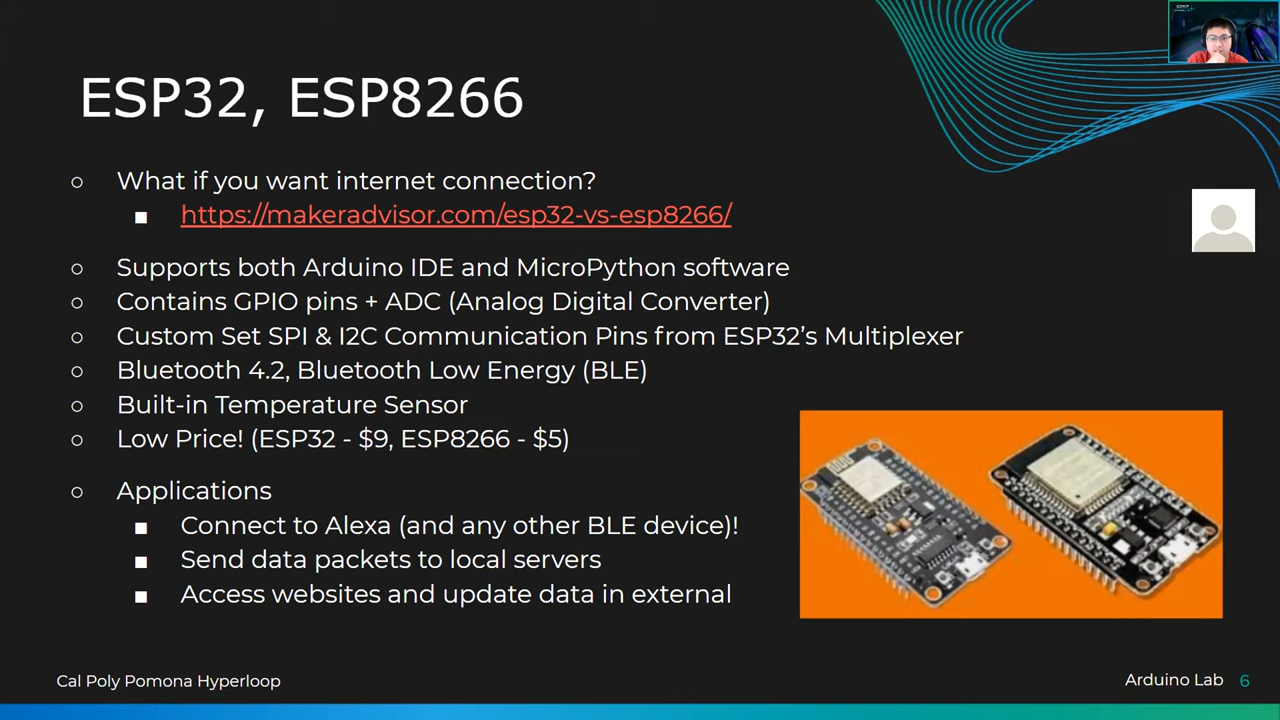 ESP32, ESP8266
○ What if you want internet connection?
■ https://makeradvisor.com/esp32-vs-esp8266/
○ Supports both Arduino IDE and MicroPython software
○ Contains GPIO pins + ADC (Analog Digital Converter)
○ Custom Set SPI & I2C Communication Pins from ESP32’s Multiplexer
○ Bluetooth 4.2, Bluetooth Low Energy (BLE)
○ Built-in Temperature Sensor
○ Low Price! (ESP32 - $9, ESP8266 - $5)
○ Applications
■ Connect to Alexa (and any other BLE device)!
■ Send data packets to local servers
■ Access websites and update data in external
Cal Poly Pomona Hyperloop
Arduino Lab 6